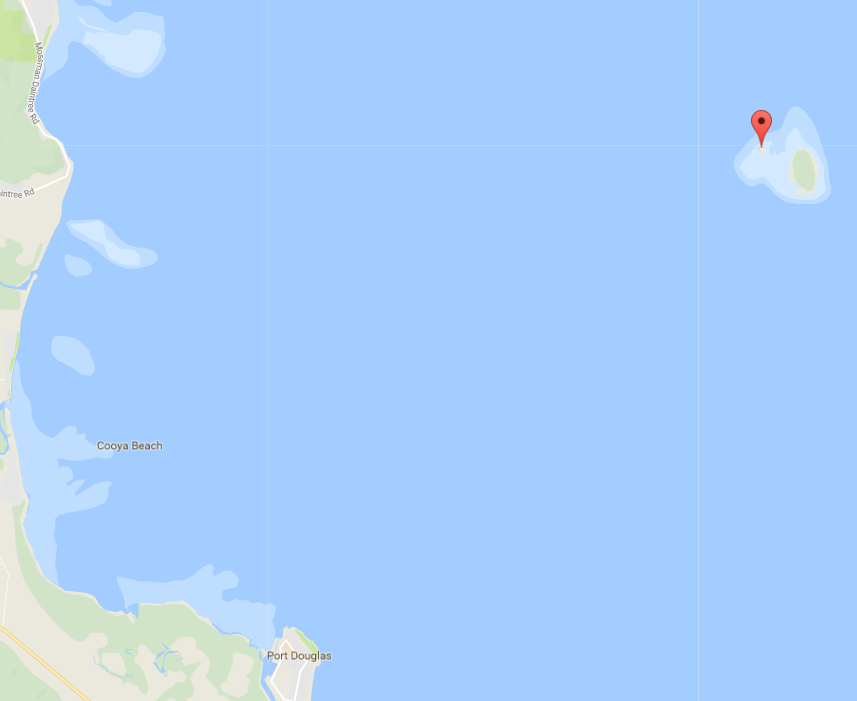 Mossman Daintree Rd
aintree Rd
Cooya Beach
Port Douglas